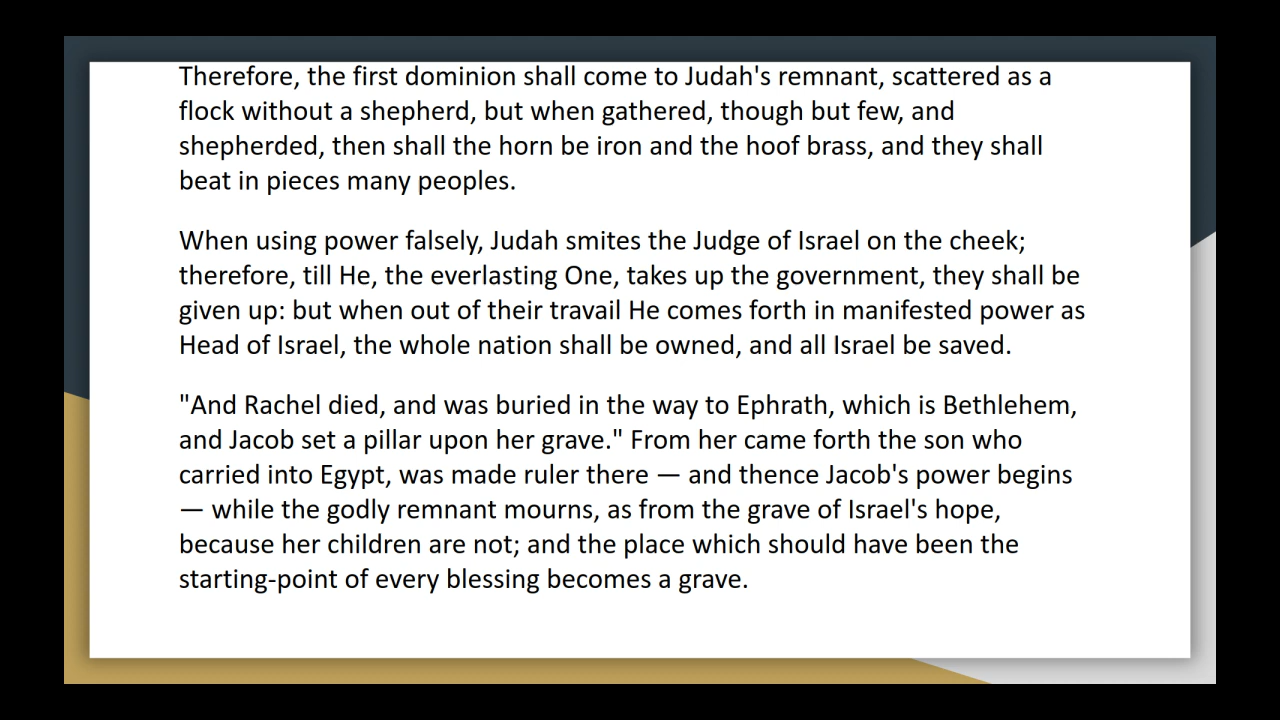 Therefore, the first dominion shall come to Judah's remnant, scattered as a
flock without a shepherd, but when gathered, though but few, and
shepherded, then shall the horn be iron and the hoof brass, and they shall
beat in pieces many peoples.
When using power falsely, Judah smites the Judge of Israel on the cheek;
therefore, till He, the everlasting One, takes up the government, they shall be
given up: but when out of their travail He comes forth in manifested power as
Head of Israel, the whole nation shall be owned, and all Israel be saved.
"And Rachel died, and was buried in the way to Ephrath, which is Bethlehem,
and Jacob set a pillar upon her grave." From her came forth the son who
carried into Egypt, was made ruler there — and thence Jacob's power begins
— while the godly remnant mourns, as from the grave of Israel's hope,
because her children are not; and the place which should have been the
starting-point of every blessing becomes a grave.